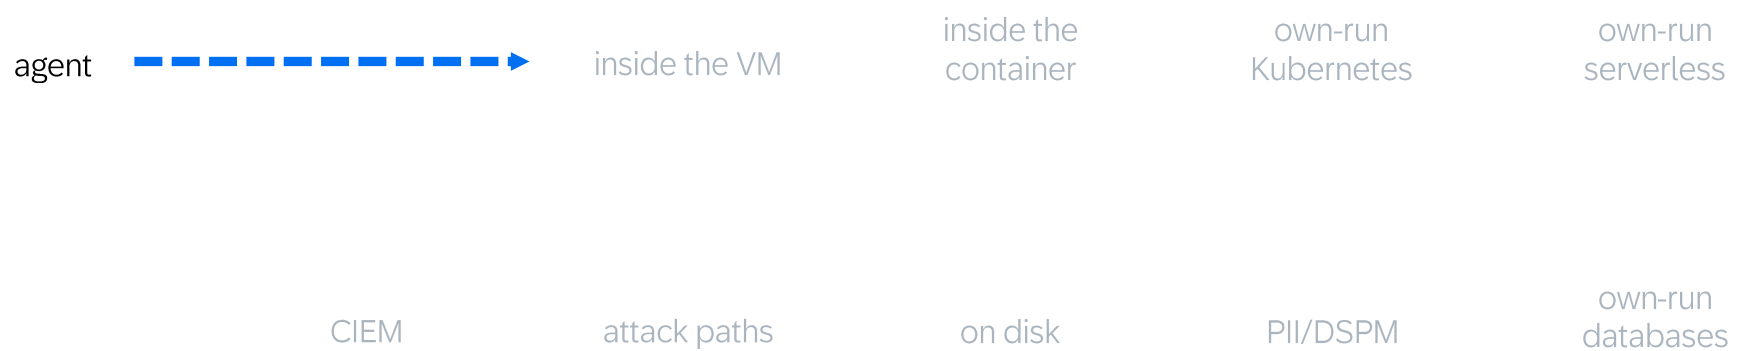 agent
inside the VM
inside the
container
own-run
Kubernetes
own-run
serverless
CIEM
attack paths
on disk
PII/DSPM
own-run
databases